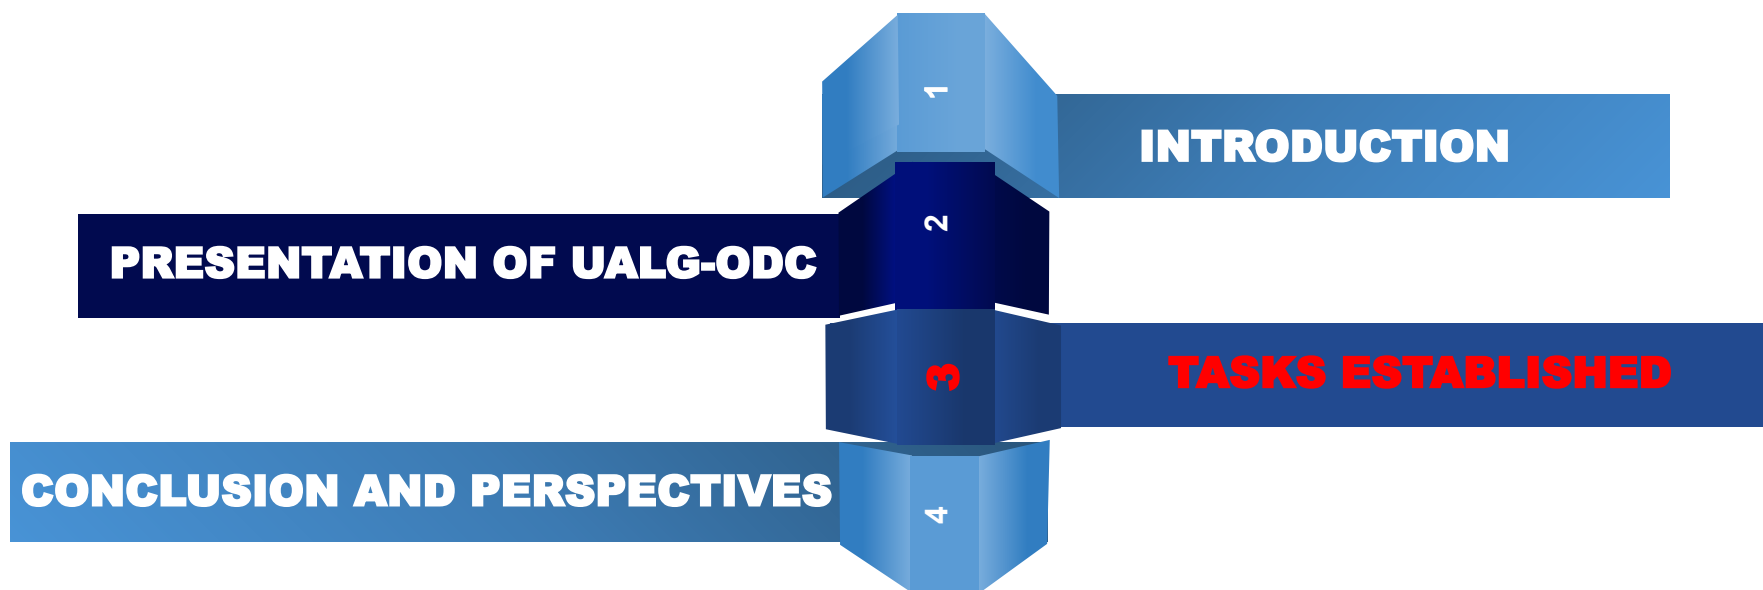 1
INTRODUCTION
2
PRESENTATION OF UALG-ODC
3
TASKS ESTABLISHED
4
CONCLUSION AND PERSPECTIVES